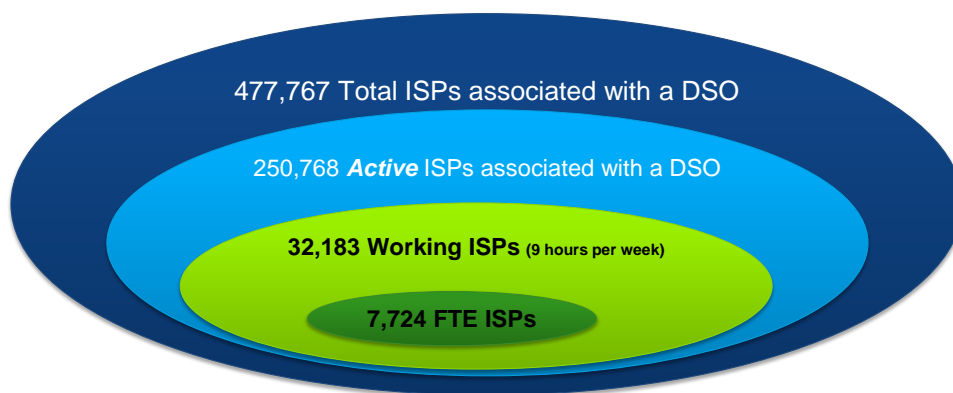 477,767 Total ISPs associated with a DSO
250,768 Active ISPs associated with a DSO
32,183 Working ISPs (9 hours per week)
7,724 FTE ISPs